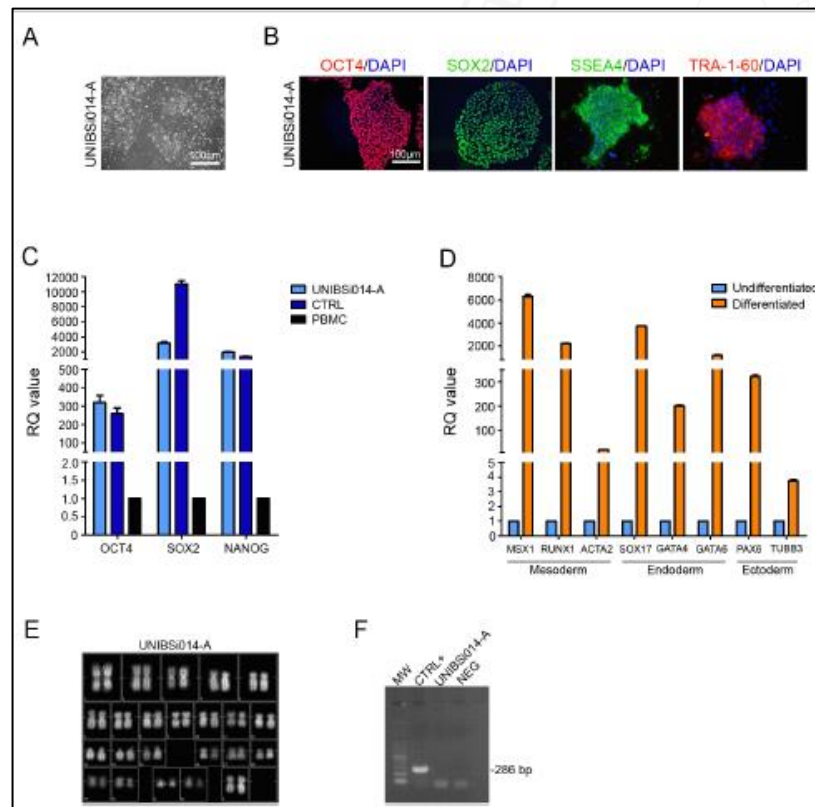 A
B
UNIBSi014-A
100µm
UNIBSi014-A
OCT4/DAPI
SOX2/DAPI
SSEA4/DAPI
TRA-1-60/DAPI
100µm
C
RQ value
12000
10000
8000
6000
4000
2000
500
400
300
200
100
2.0
1.5
1.0
0.5
0.0
OCT4 SOX2 NANOG
UNIBSi014-A
CTRL
PBMC
D
RQ value
8000
6000
4000
2000
300
200
100
5
4
3
2
1
0
MSX1 RUNX1 ACTA2 SOX17 GATA4 GATA6 PAX6 TUBB3
Mesoderm Endoderm Ectoderm
Undifferentiated
Differentiated
E
UNIBSi014-A
F
MW CTRL+ UNIBSi014-A NEG
-286 bp